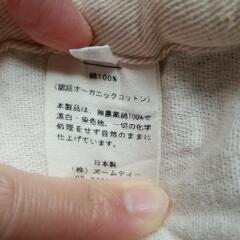 綿100%
(認証オーガニックコットン)
本製品は、無農薬綿100%で
漂白・染色他、一切の化学
処理をせず自然のままに
仕上げています。
日本製
(株) ズームティー